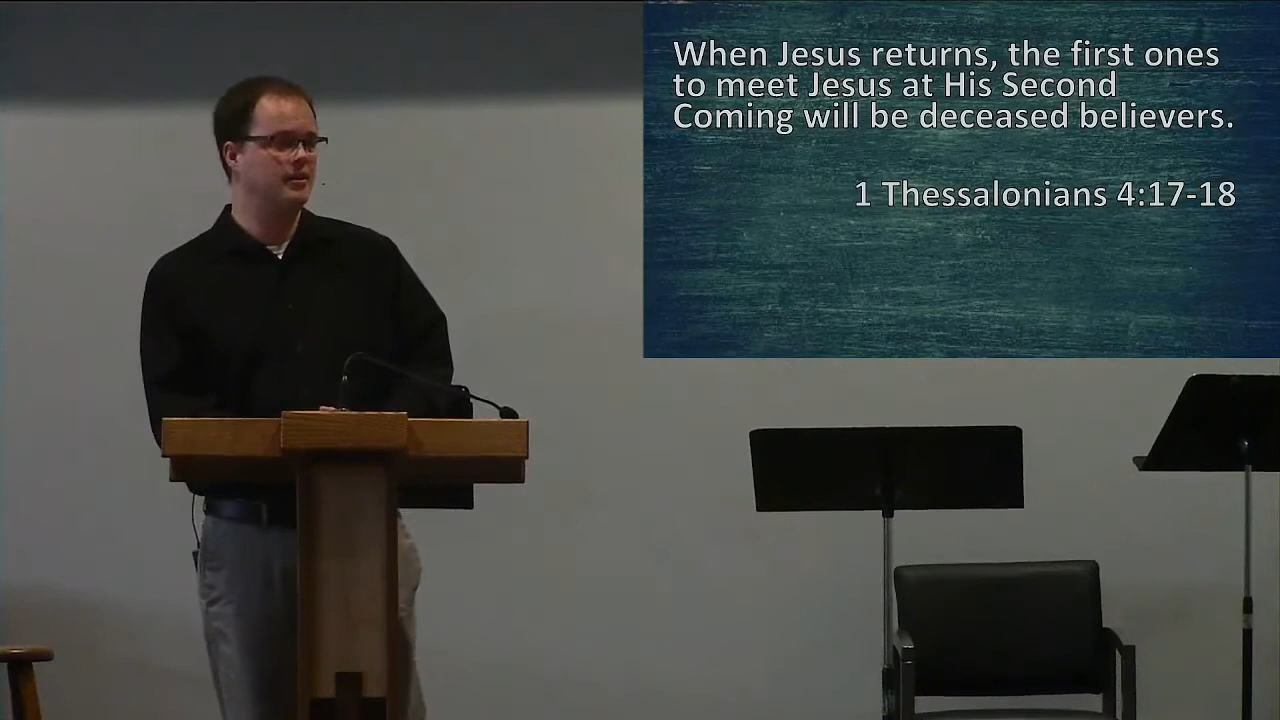 When Jesus returns, the first ones
to meet Jesus at His Second
Coming will be deceased believers.
1 Thessalonians 4:17-18